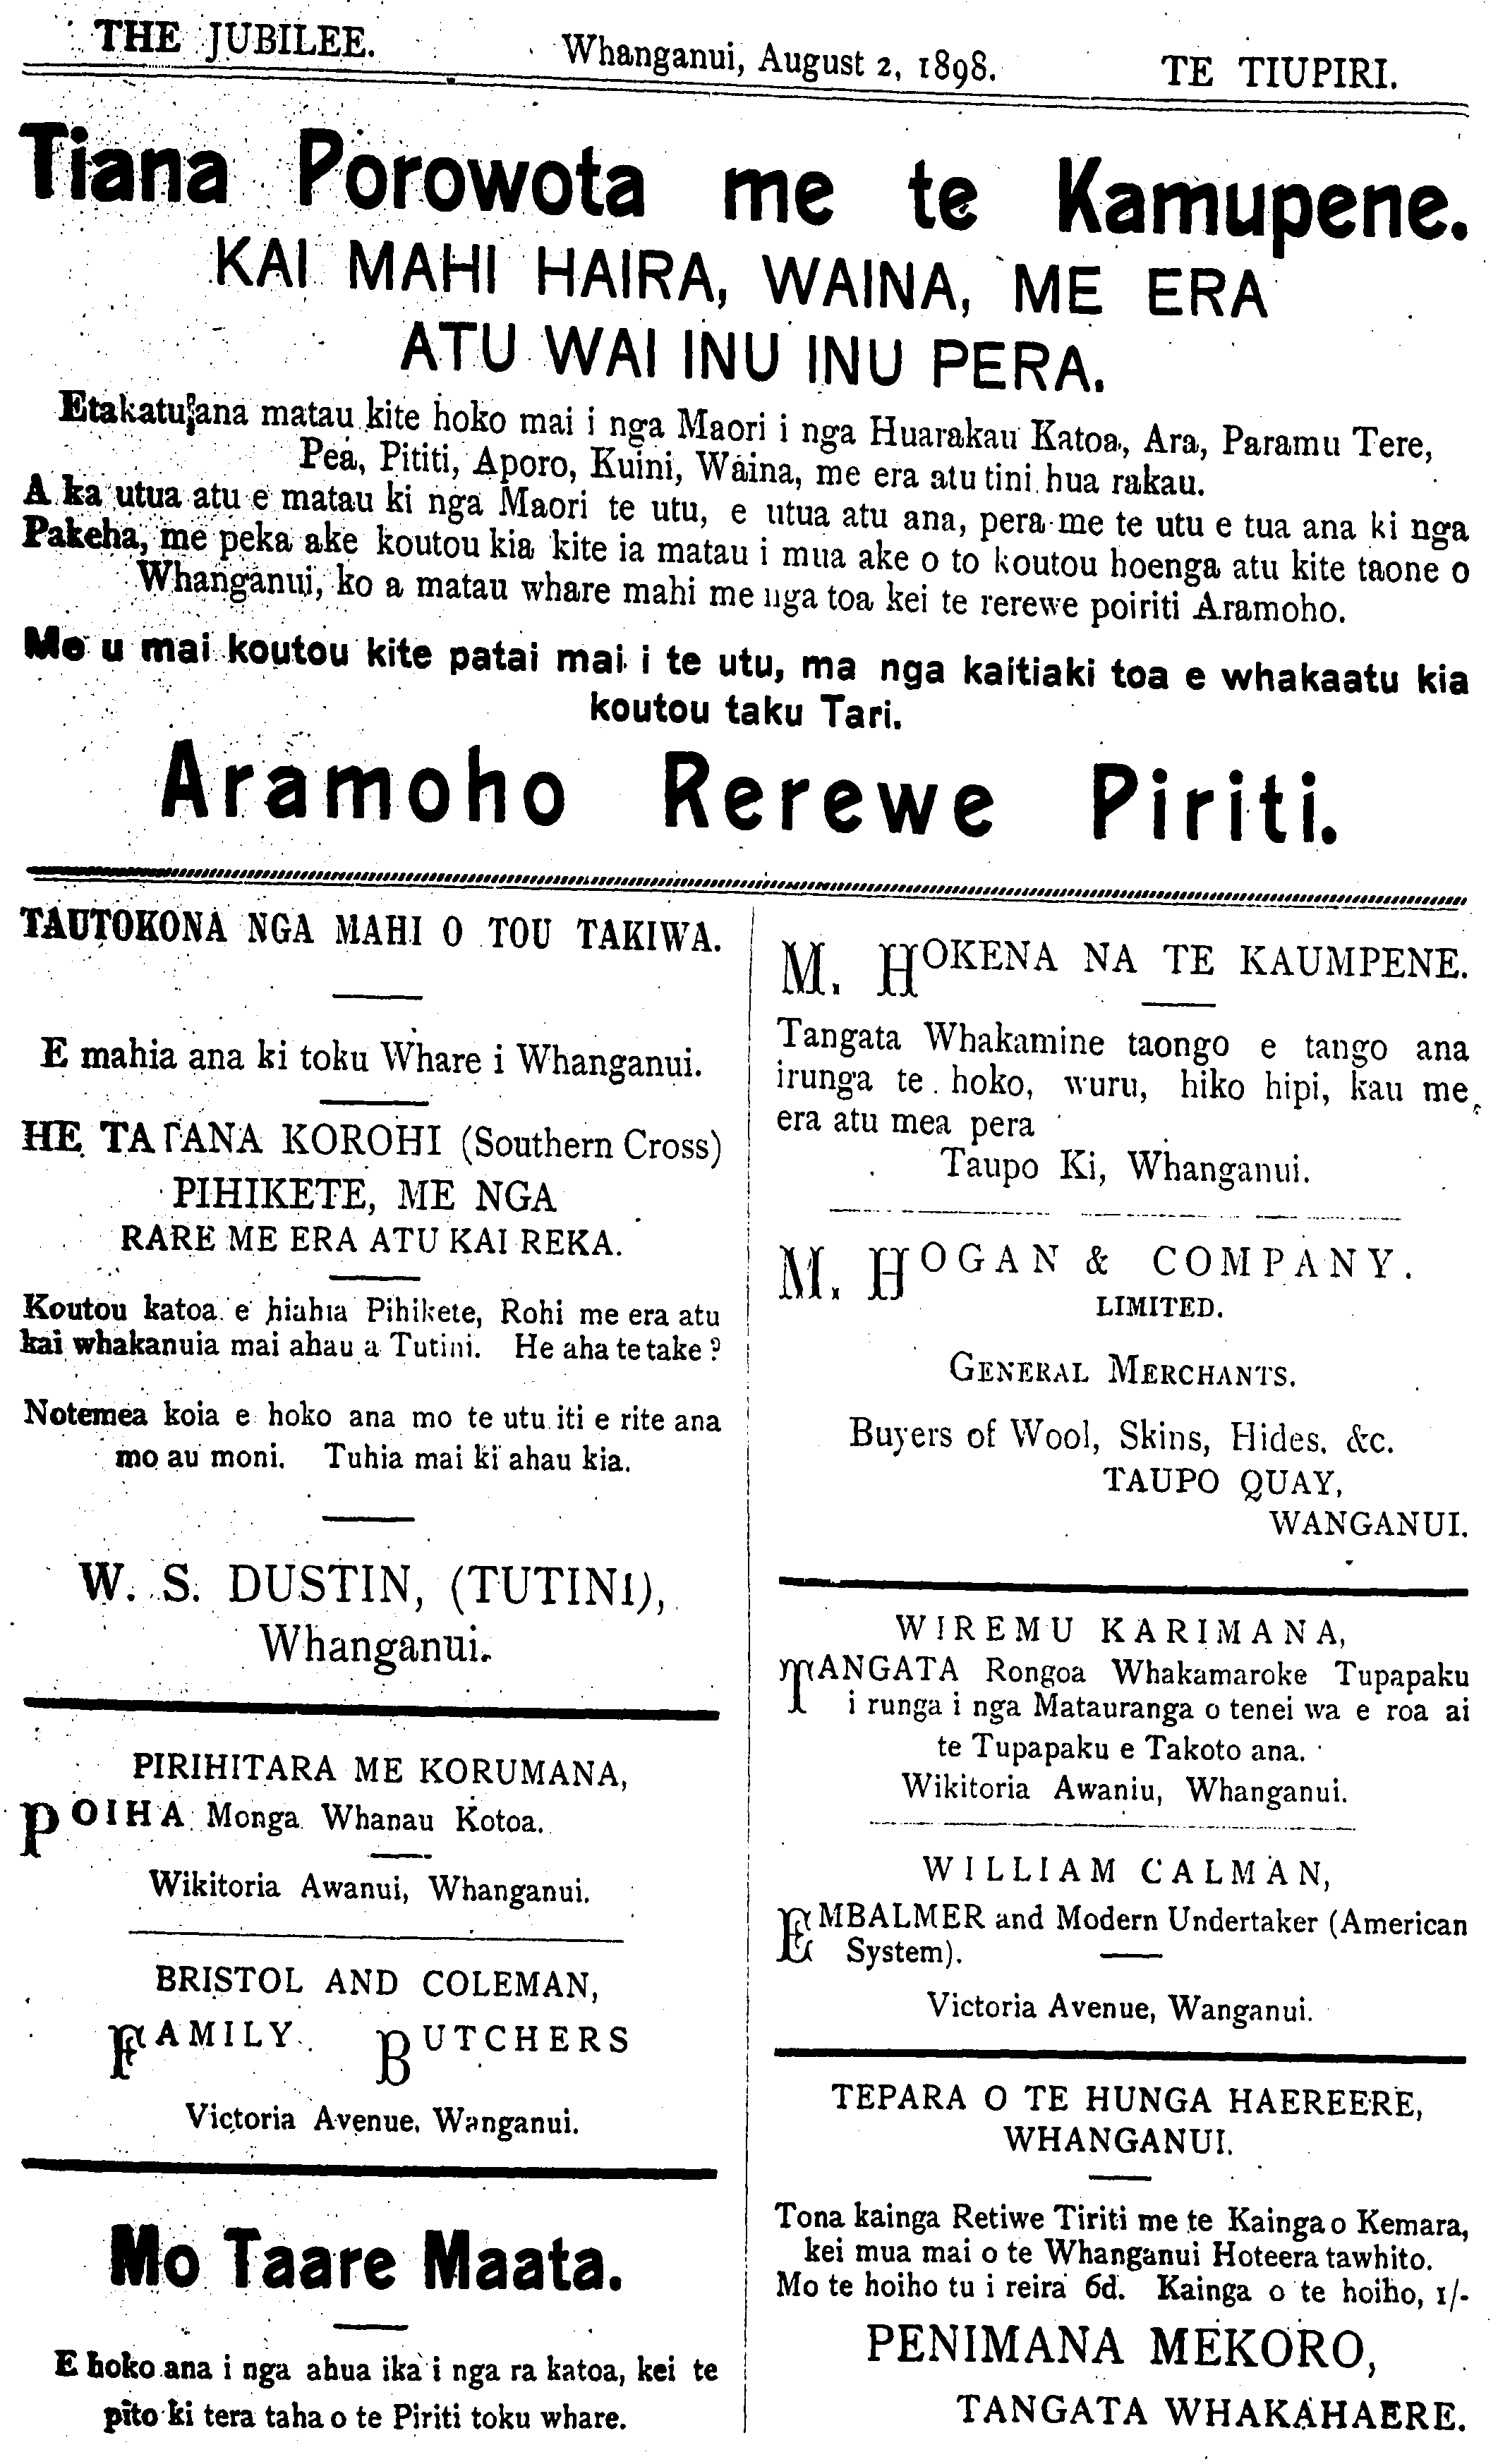 THE JUBILEE. Whanganui, August 2, 1898. TE TIUPIRI.
Tiana Porowota me te Kamupene.
KAI MAHI HAIRA, WAINA, ME ERA
ATU WAI INU INU PERA.
matau kite hoko mai i nga Maori i nga Huarakau Katoa, Ara, Paramu Tere,
Pea, Pititi, Aporo, Kuini, Waina, me era atu tini hua rakau.
A ka utua atu e matau ki nga Maori te utu, e utua atu ana, pera me te utu e tua ana ki nga
Pakeha, me peka ake koutou kia kite ia matau i mua ake o to koutou hoenga atu kite taone o
Whanganui, ko a matau whare mahi me nga toa kei te rerewe poiriti Aramoho.
Me u mai koutou kite patai mai i te utu, ma nga kaitiaki toa e whakaatu kia
koutou taku Tari.
Aramoho Rerewe Piriti.
TAUTOKONA NGA MAHI O TOU TAKIWA.
E mahia ana ki toku Whare i Whanganui.
HE TATANA KOROHI (Southern Cross)
PIHIKETE, ME NGA
RARE ME ERA ATU KAI REKA.
Koutou katoa e hiahia Pihikete, Rohi me era atu
kai whakanuia mai ahau a Tutini. He aha te take ?
Notemea koia e hoko ana mo te utu iti e rite ana
mo au moni. Tuhia mai ki ahau kia.
W. S. DUSTIN, (TUTINI),
Whanganui.
PIRIHITARA ME KORUMANA,
POIHA Monga Whanau Kotoa.
Wikitoria Awanui, Whanganui.
BRISTOL AND COLEMAN,
FAMILY BUTCHERS
Victoria Avenue, Wanganui.
Mo Taare Maata.
E hoko ana i nga ahua ika i nga ra katoa, kei te
pito ki tera taha o te Piriti toku whare.
M. HOKENA NA TE KAUMPENE.
Tangata Whakamine taongo e tango ana
irunga te hoko, wuru, hiko hipi, kau me
era atu mea pera
Taupo Ki, Whanganui.
M. HOGAN & COMPANY.
LIMITED.
GENERAL MERCHANTS.
Buyers of Wool, Skins, Hides, &c.
TAUPO QUAY,
WANGANUI.
WIREMU KARIMANA,
TANGATA Rongoa Whakamaroke Tupapaku
i runga i nga Matauranga o tenei wa e roa ai
te Tupapaku e Takoto ana.
Wikitoria Awaniu, Whanganui.
WILLIAM CALMAN,
EMBALMER and Modern Undertaker (American
System).
Victoria Avenue, Wanganui.
TEPARA O TE HUNGA HAEREERE,
WHANGANUI.
Tona kainga Retiwe Tiriti me te Kainga o Kemara,
kei mua mai o te Whanganui Hoteera tawhito.
Mo te hoiho tu i reira 6d. Kainga o te hoiho, 1/-
PENIMANA MEKORO,
TANGATA WHAKAHAERE.